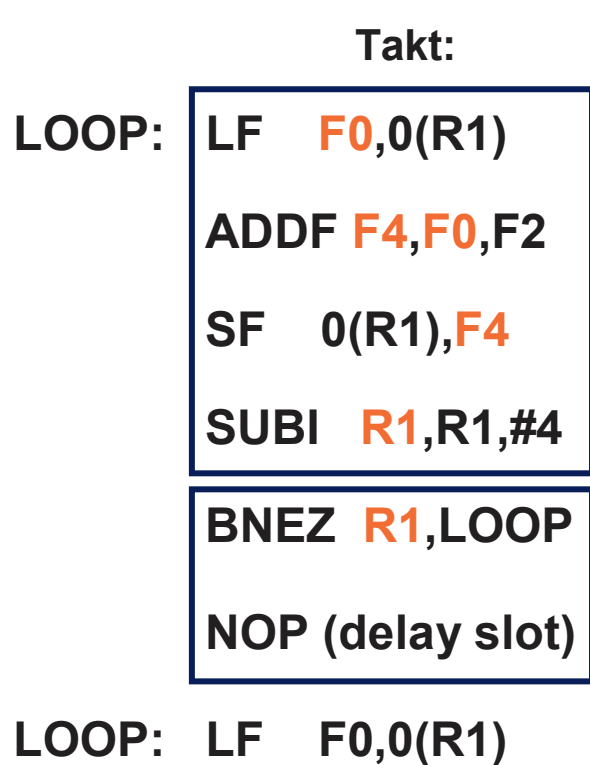 Takt:
LOOP: LF F0,0(R1)
ADDF F4,F0,F2
SF 0(R1),F4
SUBI R1,R1,#4
BNEZ R1,LOOP
NOP (delay slot)
LOOP: LF F0,0(R1)